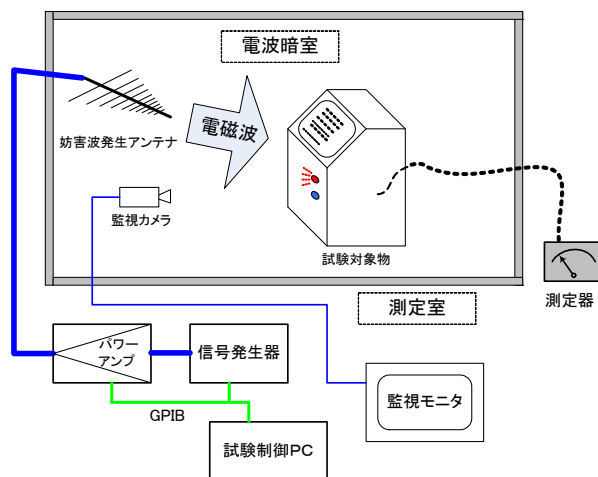 電波暗室
妨害波発生アンテナ
電磁波
監視カメラ
試験対象物
測定器
測定室
パワー
アンプ
信号発生器
監視モニタ
GPIB
試験制御PC